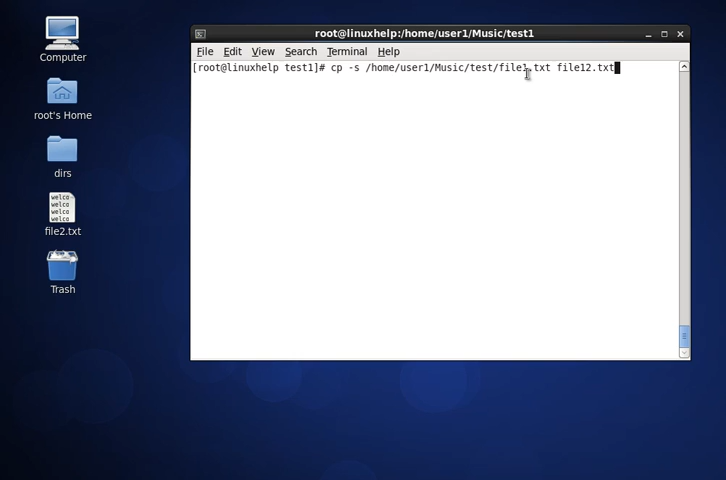 root@linuxhelp:/home/user1/Music/test1
File Edit View Search Terminal Help
[root@linuxhelp test1]# cp -s /home/user1/Music/test/file1.txt file12.txt
Computer
root's Home
dirs
welco
welco
welco
welco
file2.txt
Trash